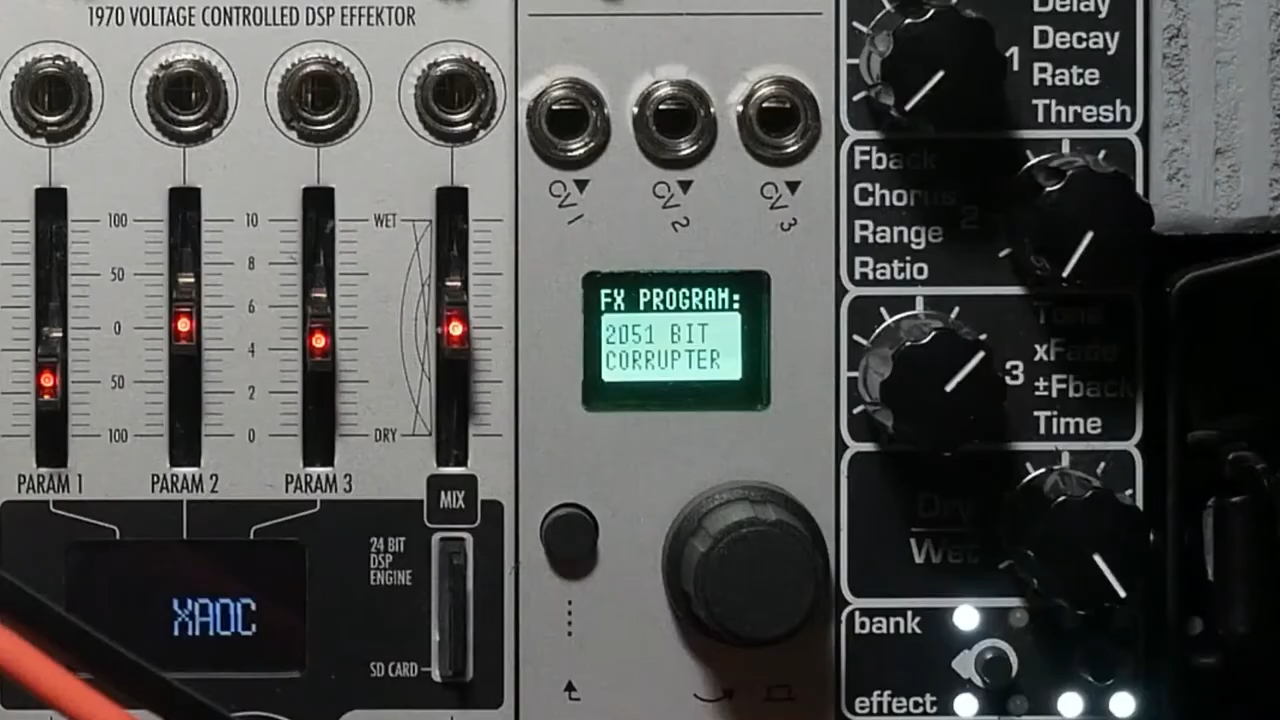 1970 VOLTAGE CONTROLLED DSP EFFEKTOR
100
50
0
50
100
10
8
6
4
2
0
WET
DRY
PARAM 1
PARAM 2
PARAM 3
MIX
24 BIT
DSP
ENGINE
XAOC
SD CARD
CV 1
CV 2
CV 3
FX PROGRAM:
2051 BIT
CORRUPTER
1
Delay
Decay
Rate
Thresh
Fback
Chorus
Range
Ratio
2
3
Tone
xFade
±Fback
Time
Dry
Wet
bank
effect